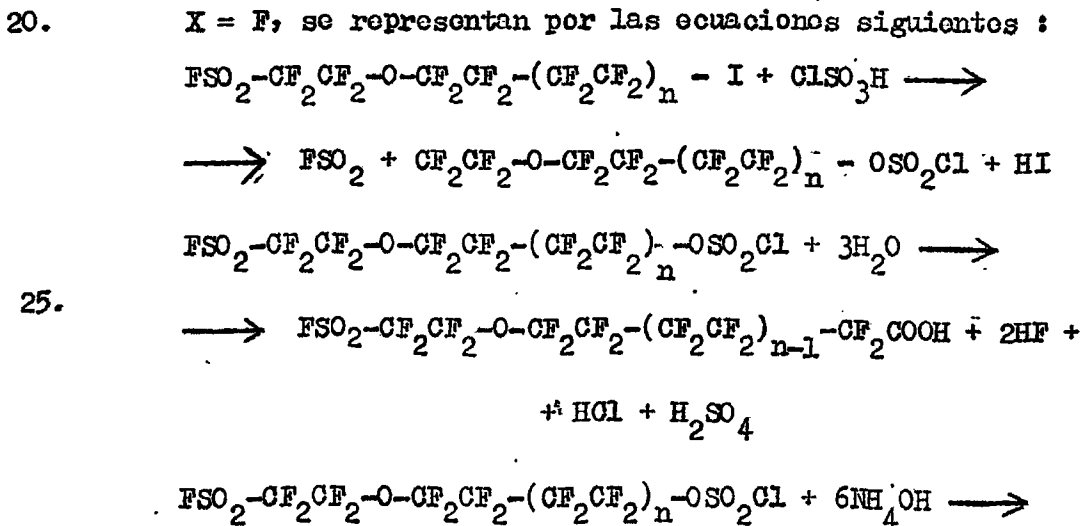 20. X = F, se representan por las ecuaciones siguientes :
FSO₂-CF₂CF₂-O-CF₂CF₂-(CF₂CF₂)ₙ - I + ClSO₃H ⟶
⟶ FSO₂ + CF₂CF₂-O-CF₂CF₂-(CF₂CF₂)ₙ - OSO₂Cl + HI
FSO₂-CF₂CF₂-O-CF₂CF₂-(CF₂CF₂)ₙ-OSO₂Cl + 3H₂O ⟶
25.
⟶ FSO₂-CF₂CF₂-O-CF₂CF₂-(CF₂CF₂)ₙ₋₁-CF₂COOH + 2HF +
+ HCl + H₂SO₄
FSO₂-CF₂CF₂-O-CF₂CF₂-(CF₂CF₂)ₙ-OSO₂Cl + 6NH₄OH ⟶